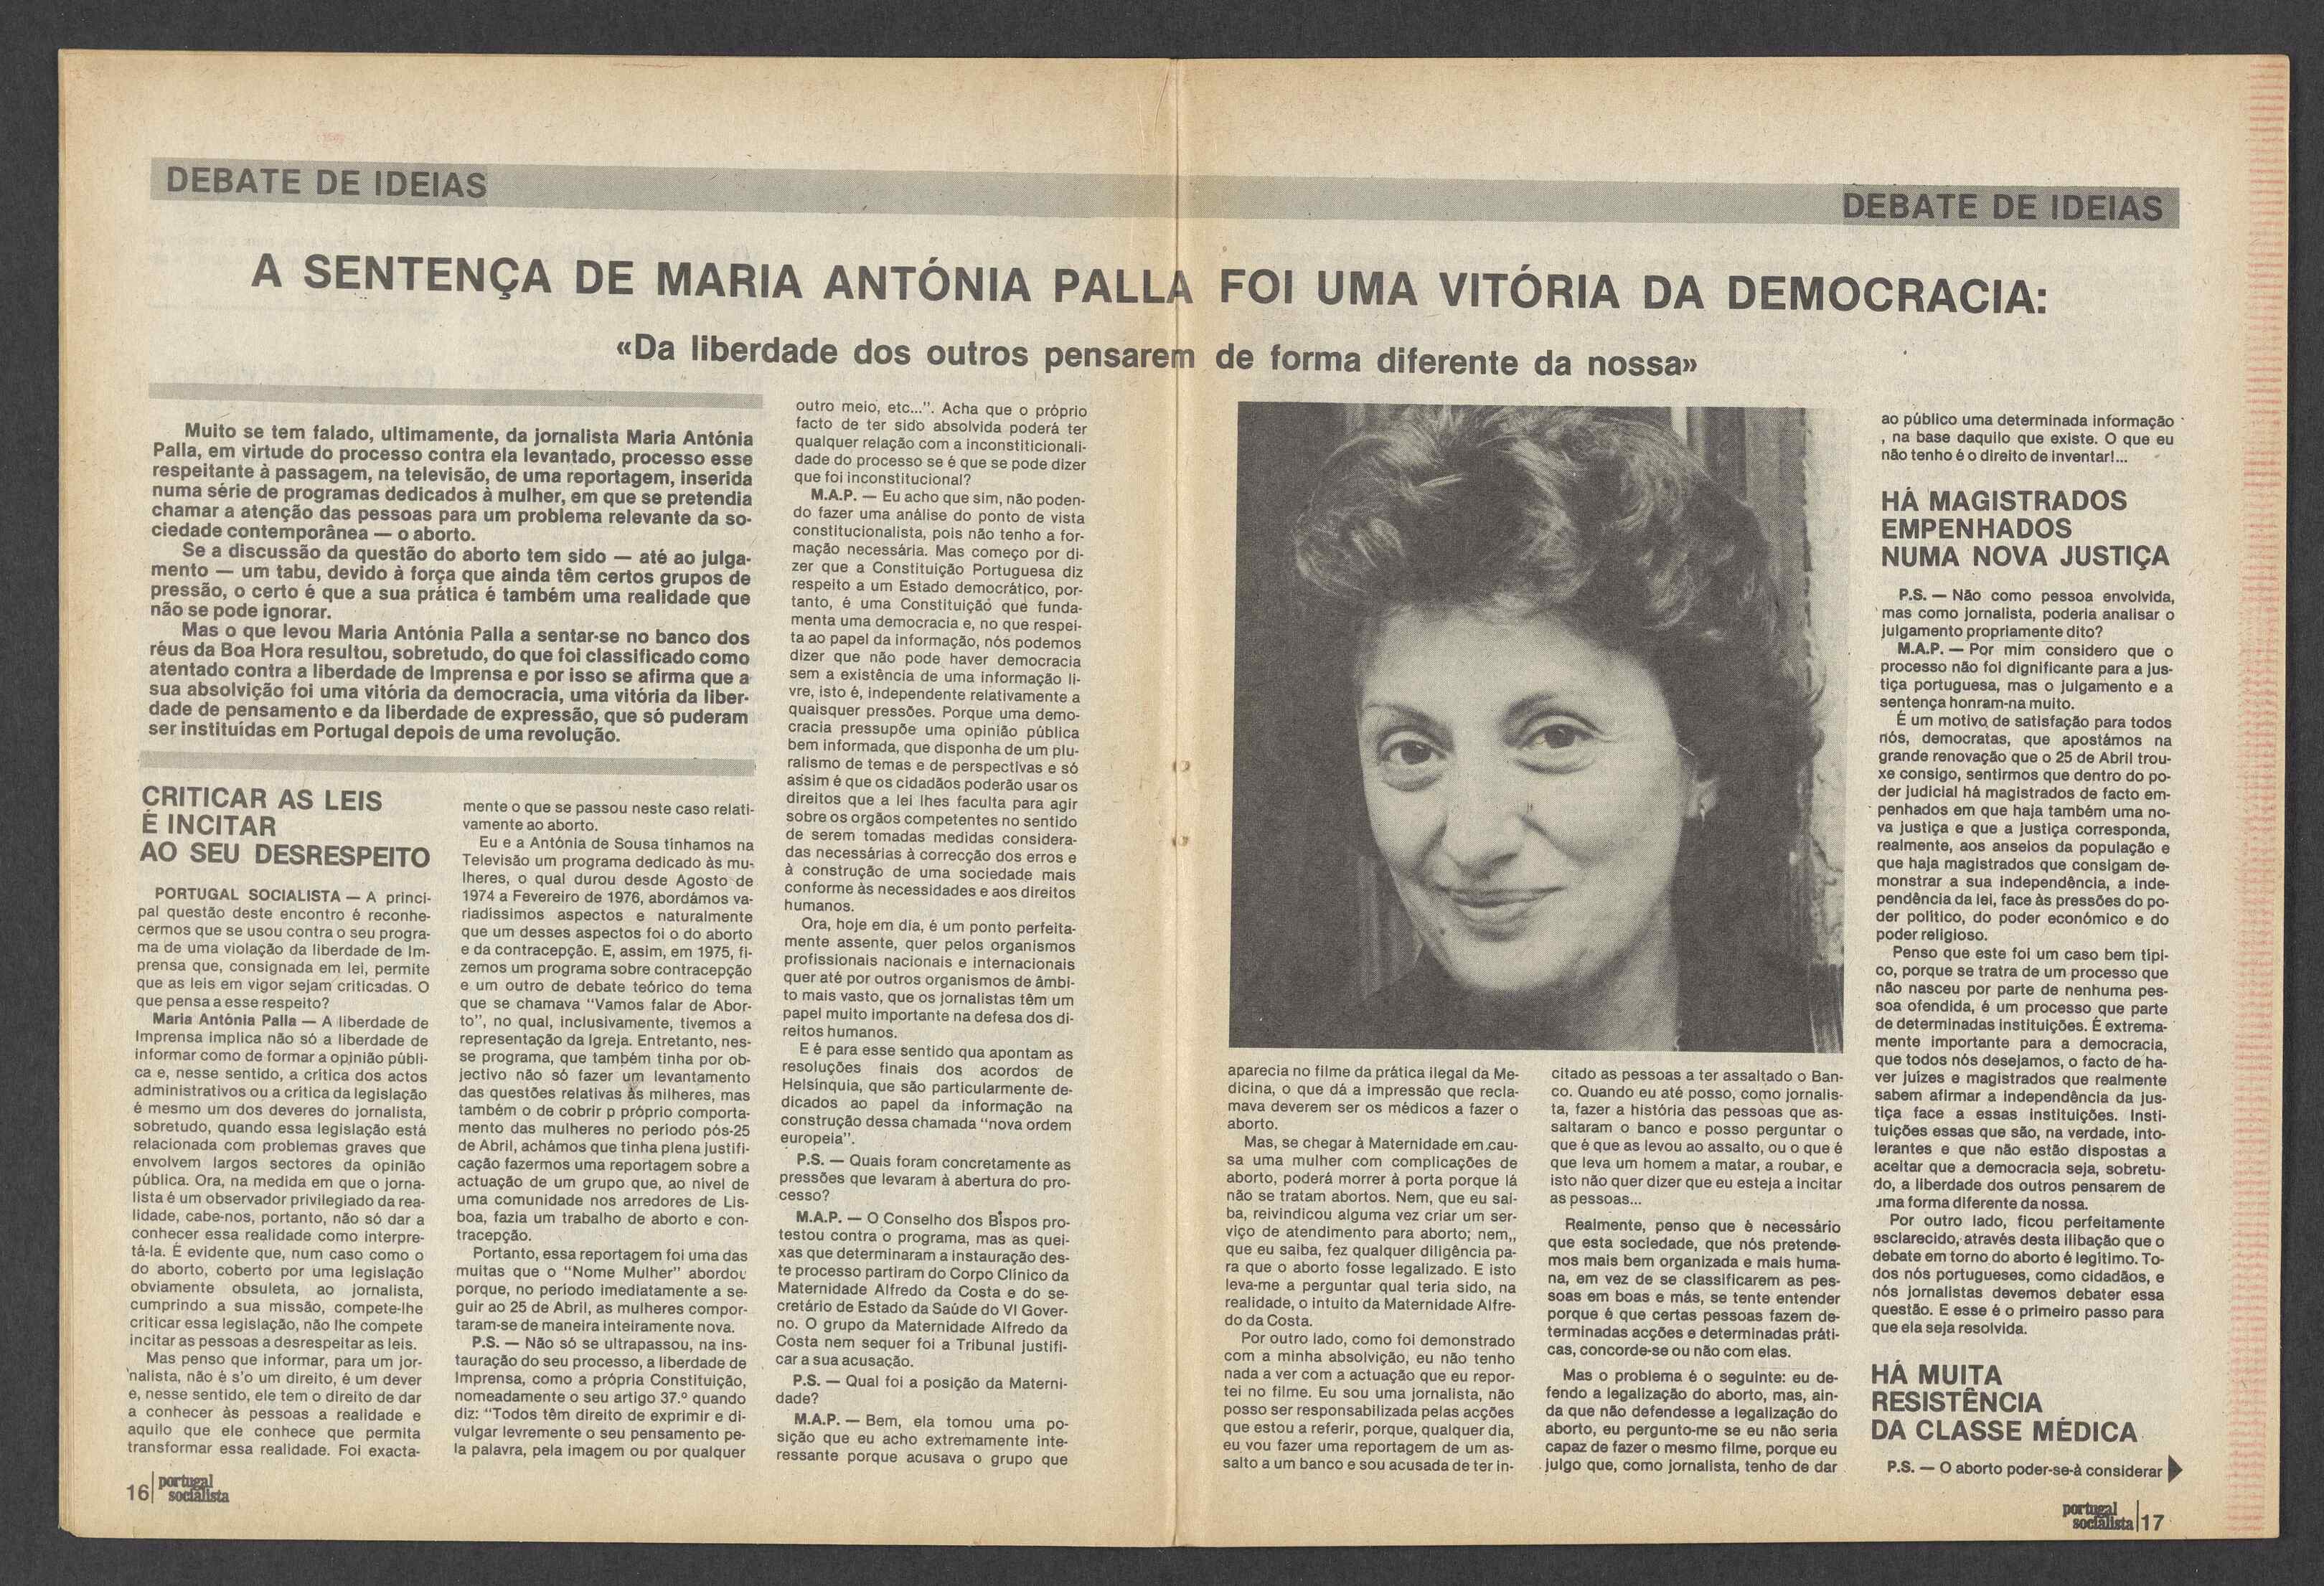 DEBATE DE IDEIAS
DEBATE DE IDEIAS
A SENTENÇA DE MARIA ANTÓNIA PALLA FOI UMA VITÓRIA DA DEMOCRACIA:
«Da liberdade dos outros pensarem de forma diferente da nossa»
Muito se tem falado, ultimamente, da jornalista Maria Antónia
Palla, em virtude do processo contra ela levantado, processo esse
respeitante à passagem, na televisão, de uma reportagem, inserida
numa série de programas dedicados à mulher, em que se pretendia
chamar a atenção das pessoas para um problema relevante da so-
ciedade contemporânea — o aborto.
Se a discussão da questão do aborto tem sido — até ao julga-
mento — um tabu, devido à força que ainda têm certos grupos de
pressão, o certo é que a sua prática é também uma realidade que
não se pode ignorar.
Mas o que levou Maria Antónia Palla a sentar-se no banco dos
réus da Boa Hora resultou, sobretudo, do que foi classificado como
atentado contra a liberdade de Imprensa e por isso se afirma que a
sua absolvição foi uma vitória da democracia, uma vitória da liber-
dade de pensamento e da liberdade de expressão, que só puderam
ser instituídas em Portugal depois de uma revolução.
CRITICAR AS LEIS
É INCITAR
AO SEU DESRESPEITO
PORTUGAL SOCIALISTA — A princi-
pal questão deste encontro é reconhe-
cermos que se usou contra o seu progra-
ma de uma violação da liberdade de Im-
prensa que, consignada em lei, permite
que as leis em vigor sejam criticadas. O
que pensa a esse respeito?
Maria Antónia Palla — A liberdade de
Imprensa implica não só a liberdade de
informar como de formar a opinião públi-
ca e, nesse sentido, a crítica dos actos
administrativos ou a crítica da legislação
é mesmo um dos deveres do jornalista,
sobretudo, quando essa legislação está
relacionada com problemas graves que
envolvem largos sectores da opinião
pública. Ora, na medida em que o jorna-
lista é um observador privilegiado da rea-
lidade, cabe-nos, portanto, não só dar a
conhecer essa realidade como interpre-
tá-la. É evidente que, num caso como o
do aborto, coberto por uma legislação
obviamente obsuleta, ao jornalista,
cumprindo a sua missão, compete-lhe
criticar essa legislação, não lhe compete
incitar as pessoas a desrespeitar as leis.
Mas penso que informar, para um jor-
nalista, não é s'o um direito, é um dever
e, nesse sentido, ele tem o direito de dar
a conhecer às pessoas a realidade e
aquilo que ele conhece que permita
transformar essa realidade. Foi exacta-
mente o que se passou neste caso relati-
vamente ao aborto.
Eu e a Antónia de Sousa tínhamos na
Televisão um programa dedicado às mu-
lheres, o qual durou desde Agosto de
1974 a Fevereiro de 1976, abordámos va-
riadíssimos aspectos e naturalmente
que um desses aspectos foi o do aborto
e da contracepção. E, assim, em 1975, fi-
zemos um programa sobre contracepção
e um outro de debate teórico do tema
que se chamava "Vamos falar de Abor-
to", no qual, inclusivamente, tivemos a
representação da Igreja. Entretanto, nes-
se programa, que também tinha por ob-
jectivo não só fazer um levantamento
das questões relativas às milheres, mas
também o de cobrir p próprio comporta-
mento das mulheres no período pós-25
de Abril, achámos que tinha plena justifi-
cação fazermos uma reportagem sobre a
actuação de um grupo que, ao nível de
uma comunidade nos arredores de Lis-
boa, fazia um trabalho de aborto e con-
tracepção.
Portanto, essa reportagem foi uma das
muitas que o "Nome Mulher" abordou
porque, no período imediatamente a se-
guir ao 25 de Abril, as mulheres compor-
taram-se de maneira inteiramente nova.
P.S. — Não só se ultrapassou, na ins-
tauração do seu processo, a liberdade de
Imprensa, como a própria Constituição,
nomeadamente o seu artigo 37.º quando
diz: "Todos têm direito de exprimir e di-
vulgar levremente o seu pensamento pe-
la palavra, pela imagem ou por qualquer
outro meio, etc...". Acha que o próprio
facto de ter sido absolvida poderá ter
qualquer relação com a inconstiticionali-
dade do processo se é que se pode dizer
que foi inconstitucional?
M.A.P. — Eu acho que sim, não poden-
do fazer uma análise do ponto de vista
constitucionalista, pois não tenho a for-
mação necessária. Mas começo por di-
zer que a Constituição Portuguesa diz
respeito a um Estado democrático, por-
tanto, é uma Constituição que funda-
menta uma democracia e, no que respei-
ta ao papel da informação, nós podemos
dizer que não pode haver democracia
sem a existência de uma informação li-
vre, isto é, independente relativamente a
quaisquer pressões. Porque uma demo-
cracia pressupõe uma opinião pública
bem informada, que disponha de um plu-
ralismo de temas e de perspectivas e só
assim é que os cidadãos poderão usar os
direitos que a lei lhes faculta para agir
sobre os orgãos competentes no sentido
de serem tomadas medidas considera-
das necessárias à correcção dos erros e
à construção de uma sociedade mais
conforme às necessidades e aos direitos
humanos.
Ora, hoje em dia, é um ponto perfeita-
mente assente, quer pelos organismos
profissionais nacionais e internacionais
quer até por outros organismos de âmbi-
to mais vasto, que os jornalistas têm um
papel muito importante na defesa dos di-
reitos humanos.
E é para esse sentido qua apontam as
resoluções finais dos acordos de
Helsínquia, que são particularmente de-
dicados ao papel da informação na
construção dessa chamada "nova ordem
europeia".
P.S. — Quais foram concretamente as
pressões que levaram à abertura do pro-
cesso?
M.A.P. — O Conselho dos Bispos pro-
testou contra o programa, mas as quei-
xas que determinaram a instauração des-
te processo partiram do Corpo Clínico da
Maternidade Alfredo da Costa e do se-
cretário de Estado da Saúde do VI Gover-
no. O grupo da Maternidade Alfredo da
Costa nem sequer foi a Tribunal justifi-
car a sua acusação.
P.S. — Qual foi a posição da Materni-
dade?
M.A.P. — Bem, ela tomou uma po-
sição que eu acho extremamente inte-
ressante porque acusava o grupo que
aparecia no filme da prática ilegal da Me-
dicina, o que dá a impressão que recla-
mava deverem ser os médicos a fazer o
aborto.
Mas, se chegar à Maternidade em cau-
sa uma mulher com complicações de
aborto, poderá morrer à porta porque lá
não se tratam abortos. Nem, que eu sai-
ba, reivindicou alguma vez criar um ser-
viço de atendimento para aborto; nem,,
que eu saiba, fez qualquer diligência pa-
ra que o aborto fosse legalizado. E isto
leva-me a perguntar qual teria sido, na
realidade, o intuito da Maternidade Alfre-
do da Costa.
Por outro lado, como foi demonstrado
com a minha absolvição, eu não tenho
nada a ver com a actuação que eu repor-
tei no filme. Eu sou uma jornalista, não
posso ser responsabilizada pelas acções
que estou a referir, porque, qualquer dia,
eu vou fazer uma reportagem de um as-
salto a um banco e sou acusada de ter in-
citado as pessoas a ter assaltado o Ban-
co. Quando eu até posso, como jornalis-
ta, fazer a história das pessoas que as-
saltaram o banco e posso perguntar o
que é que as levou ao assalto, ou o que é
que leva um homem a matar, a roubar, e
isto não quer dizer que eu esteja a incitar
as pessoas...
Realmente, penso que é necessário
que esta sociedade, que nós pretende-
mos mais bem organizada e mais huma-
na, em vez de se classificarem as pes-
soas em boas e más, se tente entender
porque é que certas pessoas fazem de-
terminadas acções e determinadas práti-
cas, concorde-se ou não com elas.
Mas o problema é o seguinte: eu de-
fendo a legalização do aborto, mas, ain-
da que não defendesse a legalização do
aborto, eu pergunto-me se eu não seria
capaz de fazer o mesmo filme, porque eu
julgo que, como jornalista, tenho de dar
ao público uma determinada informação
, na base daquilo que existe. O que eu
não tenho é o direito de inventar!...
HÁ MAGISTRADOS
EMPENHADOS
NUMA NOVA JUSTIÇA
P.S. — Não como pessoa envolvida,
mas como jornalista, poderia analisar o
julgamento propriamente dito?
M.A.P. — Por mim considero que o
processo não foi dignificante para a jus-
tiça portuguesa, mas o julgamento e a
sentença honram-na muito.
É um motivo de satisfação para todos
nós, democratas, que apostámos na
grande renovação que o 25 de Abril trou-
xe consigo, sentirmos que dentro do po-
der judicial há magistrados de facto em-
penhados em que haja também uma no-
va justiça e que a justiça corresponda,
realmente, aos anseios da população e
que haja magistrados que consigam de-
monstrar a sua independência, a inde-
pendência da lei, face às pressões do po-
der político, do poder económico e do
poder religioso.
Penso que este foi um caso bem típi-
co, porque se tratra de um processo que
não nasceu por parte de nenhuma pes-
soa ofendida, é um processo que parte
de determinadas instituições. É extrema-
mente importante para a democracia,
que todos nós desejamos, o facto de ha-
ver juízes e magistrados que realmente
sabem afirmar a independência da jus-
tiça face a essas instituições. Insti-
tuições essas que são, na verdade, into-
lerantes e que não estão dispostas a
aceitar que a democracia seja, sobretu-
do, a liberdade dos outros pensarem de
uma forma diferente da nossa.
Por outro lado, ficou perfeitamente
esclarecido, através desta ilibação que o
debate em torno do aborto é legítimo. To-
dos nós portugueses, como cidadãos, e
nós jornalistas devemos debater essa
questão. E esse é o primeiro passo para
que ela seja resolvida.
HÁ MUITA
RESISTÊNCIA
DA CLASSE MÉDICA
P.S. — O aborto poder-se-à considerar
16 portugal
socialista
portugal
socialista 17